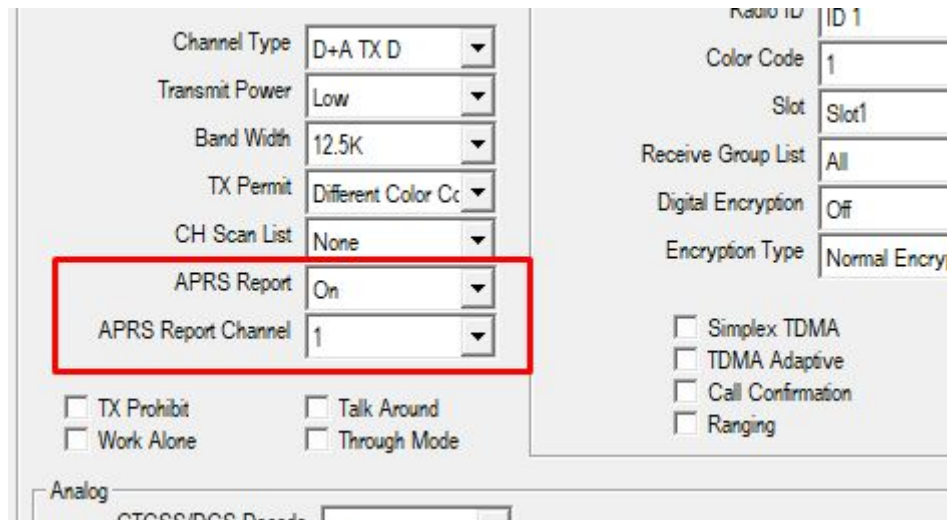 Channel Type D+A TX D
Transmit Power Low
Band Width 12.5K
TX Permit Different Color Cc
CH Scan List None
APRS Report On
APRS Report Channel 1
TX Prohibit Talk Around
Work Alone Through Mode
Radio ID ID 1
Color Code 1
Slot Slot1
Receive Group List All
Digital Encryption Off
Encryption Type Normal Encryp
Simplex TDMA
TDMA Adaptive
Call Confirmation
Ranging
Analog
CTCSS/DCS Decode